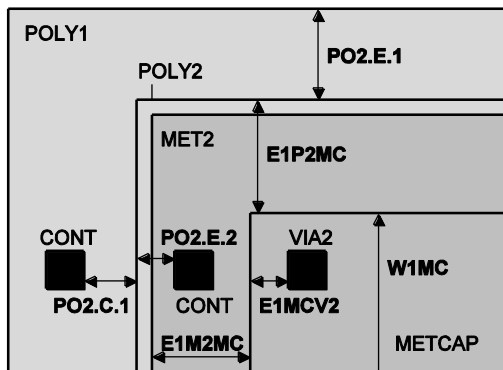 POLY1
PO2.E.1
POLY2
MET2
E1P2MC
CONT
PO2.E.2
VIA2
W1MC
PO2.C.1
CONT
E1MCV2
E1M2MC
METCAP